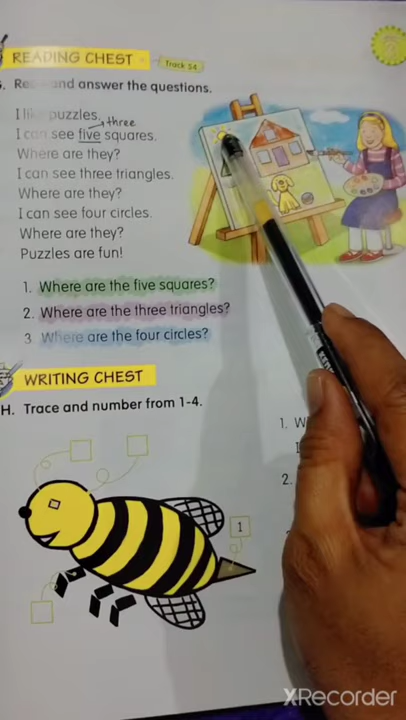 READING CHEST
Track 54
and answer the questions.
I like puzzles.
three
I can see five squares.
Where are they?
I can see three triangles.
Where are they?
I can see four circles.
Where are they?
Puzzles are fun!
1. Where are the five squares?
2. Where are the three triangles?
3 Where are the four circles?
WRITING CHEST
H. Trace and number from 1-4.
1. W
2.
1
XRecorder